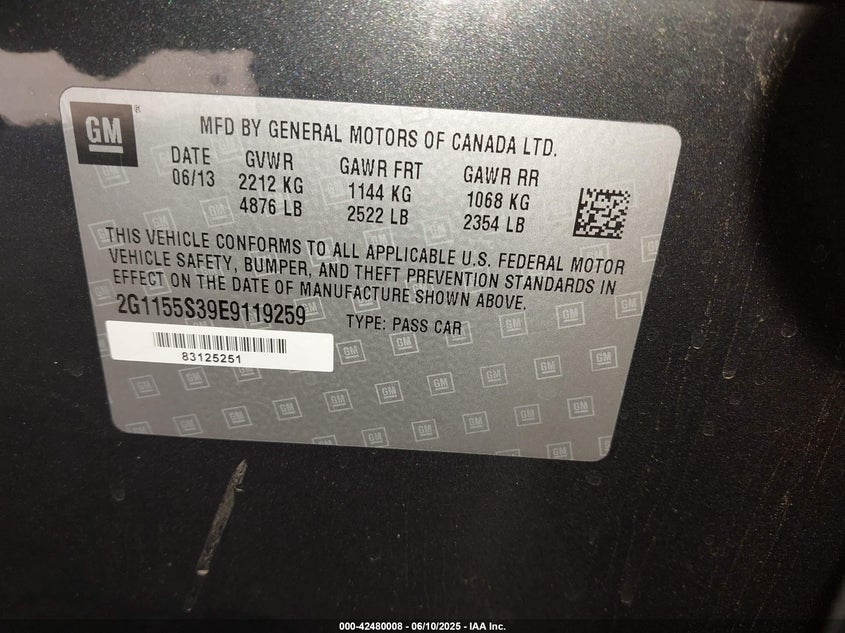 GM
MFD BY GENERAL MOTORS OF CANADA LTD.
DATE GVWR GAWR FRT GAWR RR
06/13 2212 KG 1144 KG 1068 KG
4876 LB 2522 LB 2354 LB
THIS VEHICLE CONFORMS TO ALL APPLICABLE U.S. FEDERAL MOTOR
VEHICLE SAFETY, BUMPER, AND THEFT PREVENTION STANDARDS IN
EFFECT ON THE DATE OF MANUFACTURE SHOWN ABOVE.
2G1155S39E9119259 TYPE: PASS CAR
83125251
000-42480008 - 06/10/2025 - IAA Inc.